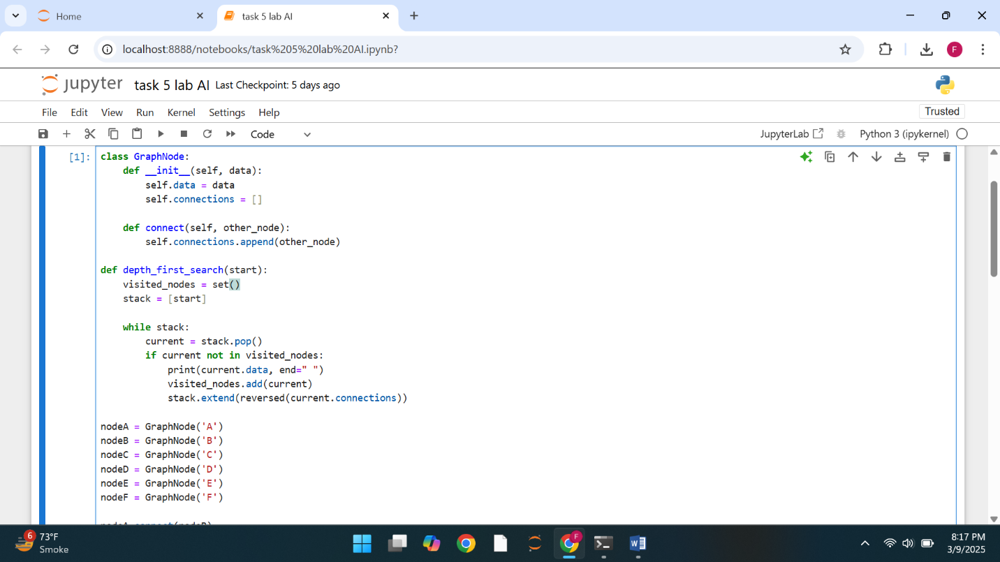 Home
task 5 lab AI
localhost:8888/notebooks/task%205%20lab%20AI.ipynb?
F
jupyter task 5 lab AI Last Checkpoint: 5 days ago
File Edit View Run Kernel Settings Help
Trusted
Code
JupyterLab
Python 3 (ipykernel)
[1]:
class GraphNode:
    def __init__(self, data):
        self.data = data
        self.connections = []

    def connect(self, other_node):
        self.connections.append(other_node)

def depth_first_search(start):
    visited_nodes = set()
    stack = [start]

    while stack:
        current = stack.pop()
        if current not in visited_nodes:
            print(current.data, end=" ")
            visited_nodes.add(current)
            stack.extend(reversed(current.connections))

nodeA = GraphNode('A')
nodeB = GraphNode('B')
nodeC = GraphNode('C')
nodeD = GraphNode('D')
nodeE = GraphNode('E')
nodeF = GraphNode('F')

6
73°F
Smoke
F
W
8:17 PM
3/9/2025